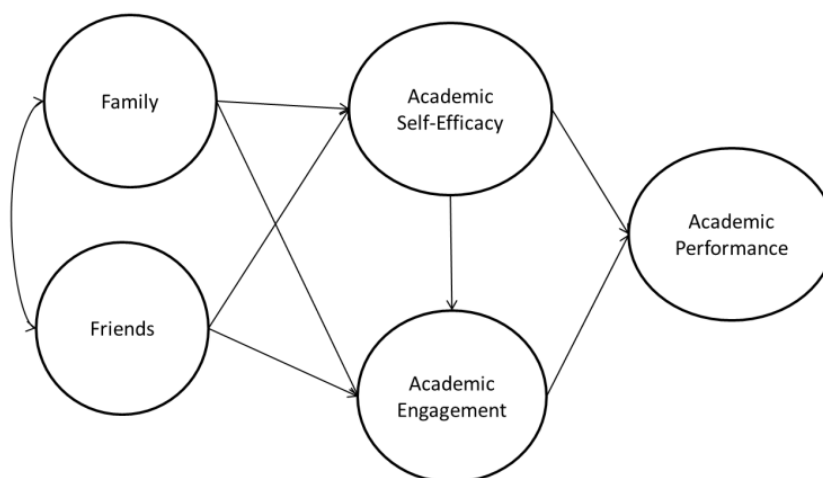 Family
Academic
Self-Efficacy
Academic
Performance
Friends
Academic
Engagement